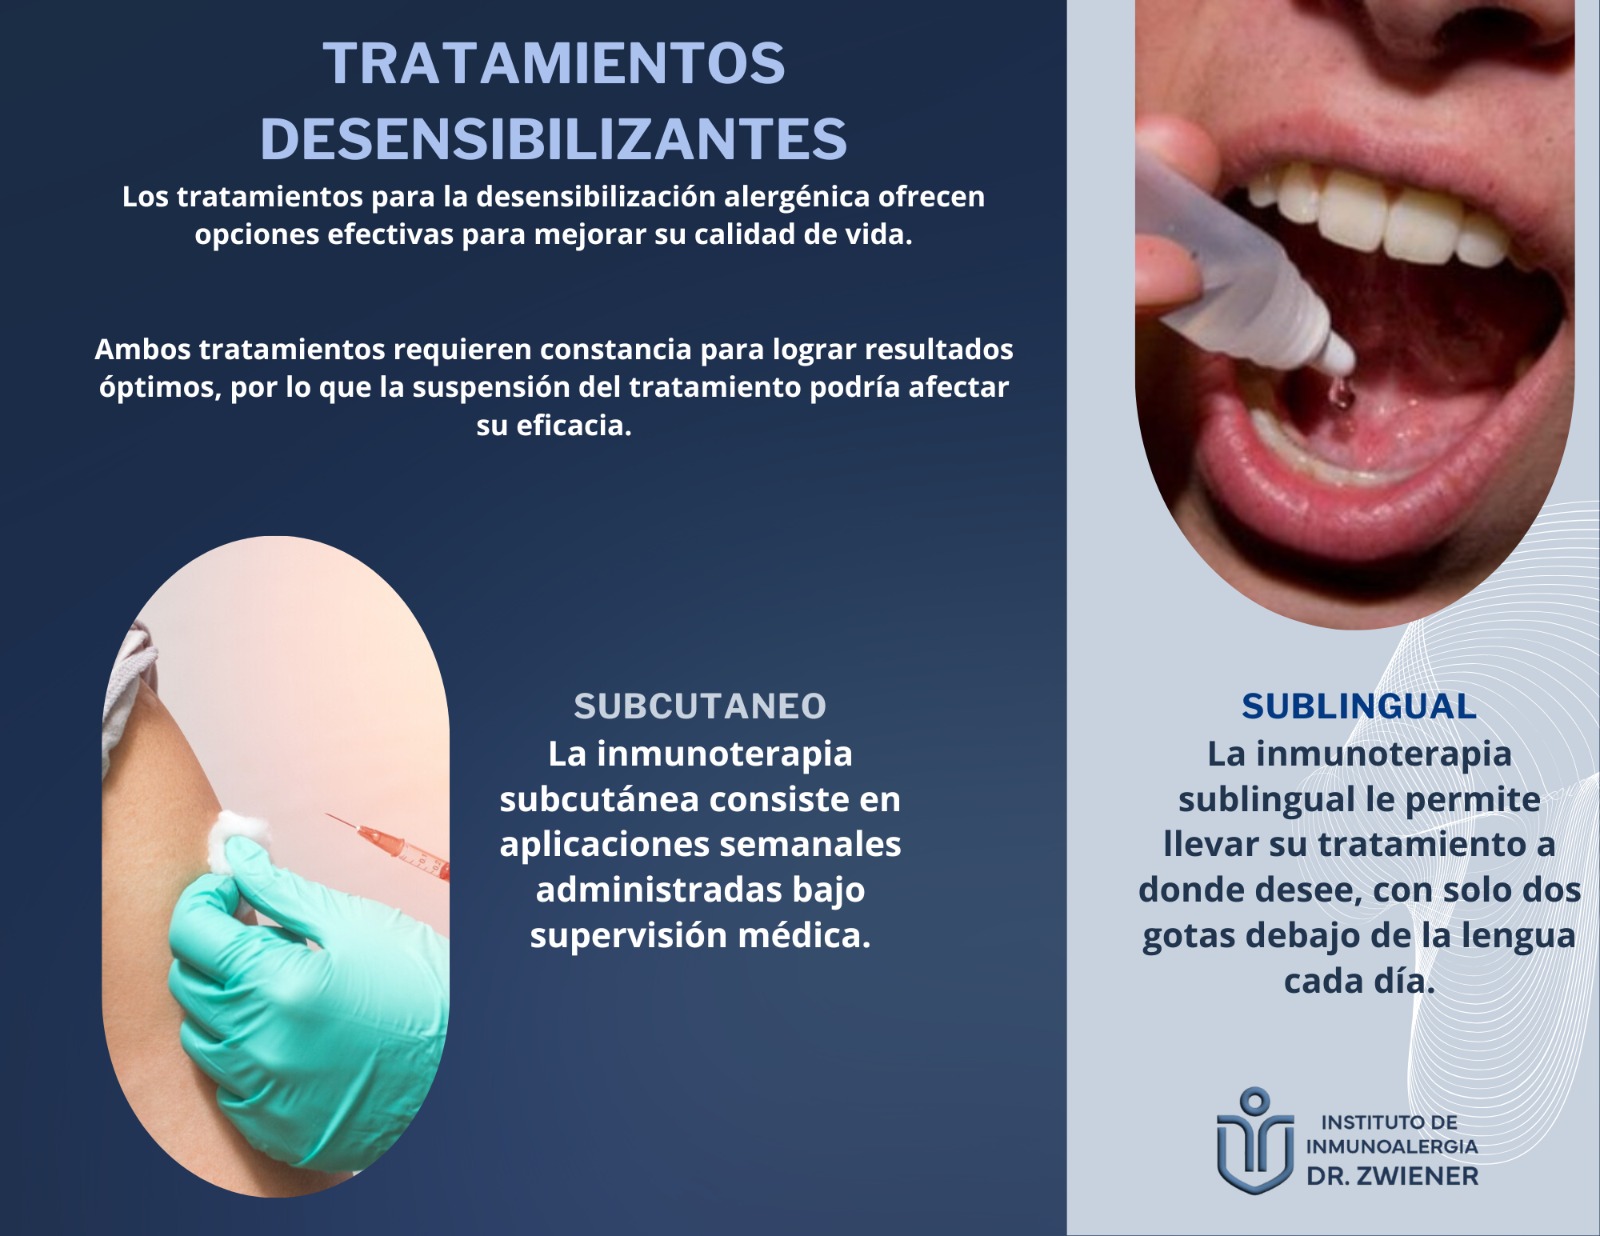 TRATAMIENTOS
DESENSIBILIZANTES
Los tratamientos para la desensibilización alergénica ofrecen
opciones efectivas para mejorar su calidad de vida.
Ambos tratamientos requieren constancia para lograr resultados
óptimos, por lo que la suspensión del tratamiento podría afectar
su eficacia.
SUBCUTANEO
La inmunoterapia
subcutánea consiste en
aplicaciones semanales
administradas bajo
supervisión médica.
SUBLINGUAL
La inmunoterapia
sublingual le permite
llevar su tratamiento a
donde desee, con solo dos
gotas debajo de la lengua
cada día.
INSTITUTO DE
INMUNOALERGIA
DR. ZWIENER